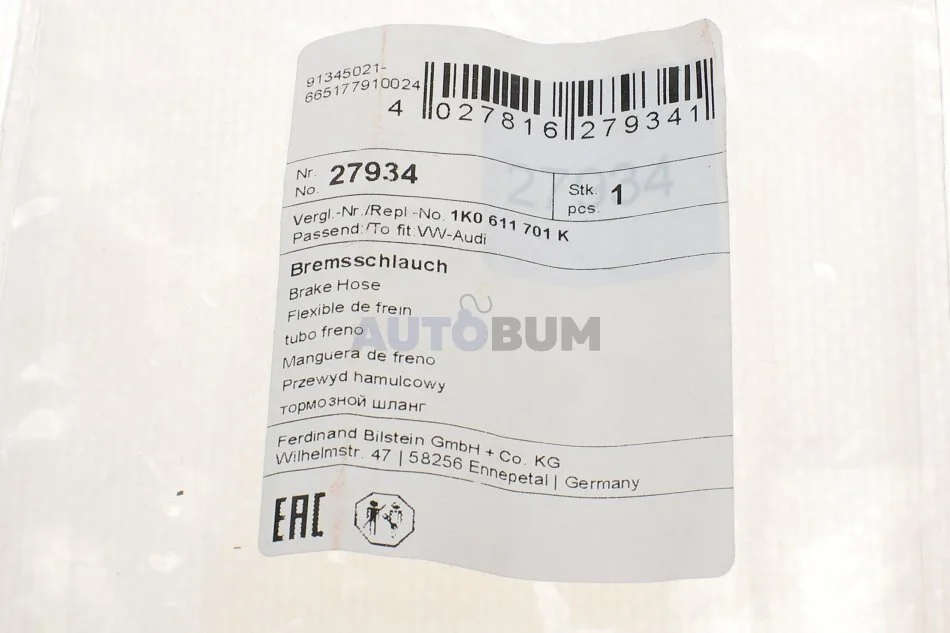 91345021-
665177910024
4 027816 279341
Nr.
No. 27934
Stk.
pcs. 1
27934
Vergl.-Nr./Repl.-No. 1K0 611 701 K
Passend:/To fit:VW-Audi
Bremsschlauch
Brake Hose
Flexible de frein
tubo freno
AUTOBUM
Manguera de freno
Przewyd hamulcowy
тормозной шланг
Ferdinand Bilstein GmbH + Co. KG
Wilhelmstr. 47 | 58256 Ennepetal | Germany
EAC